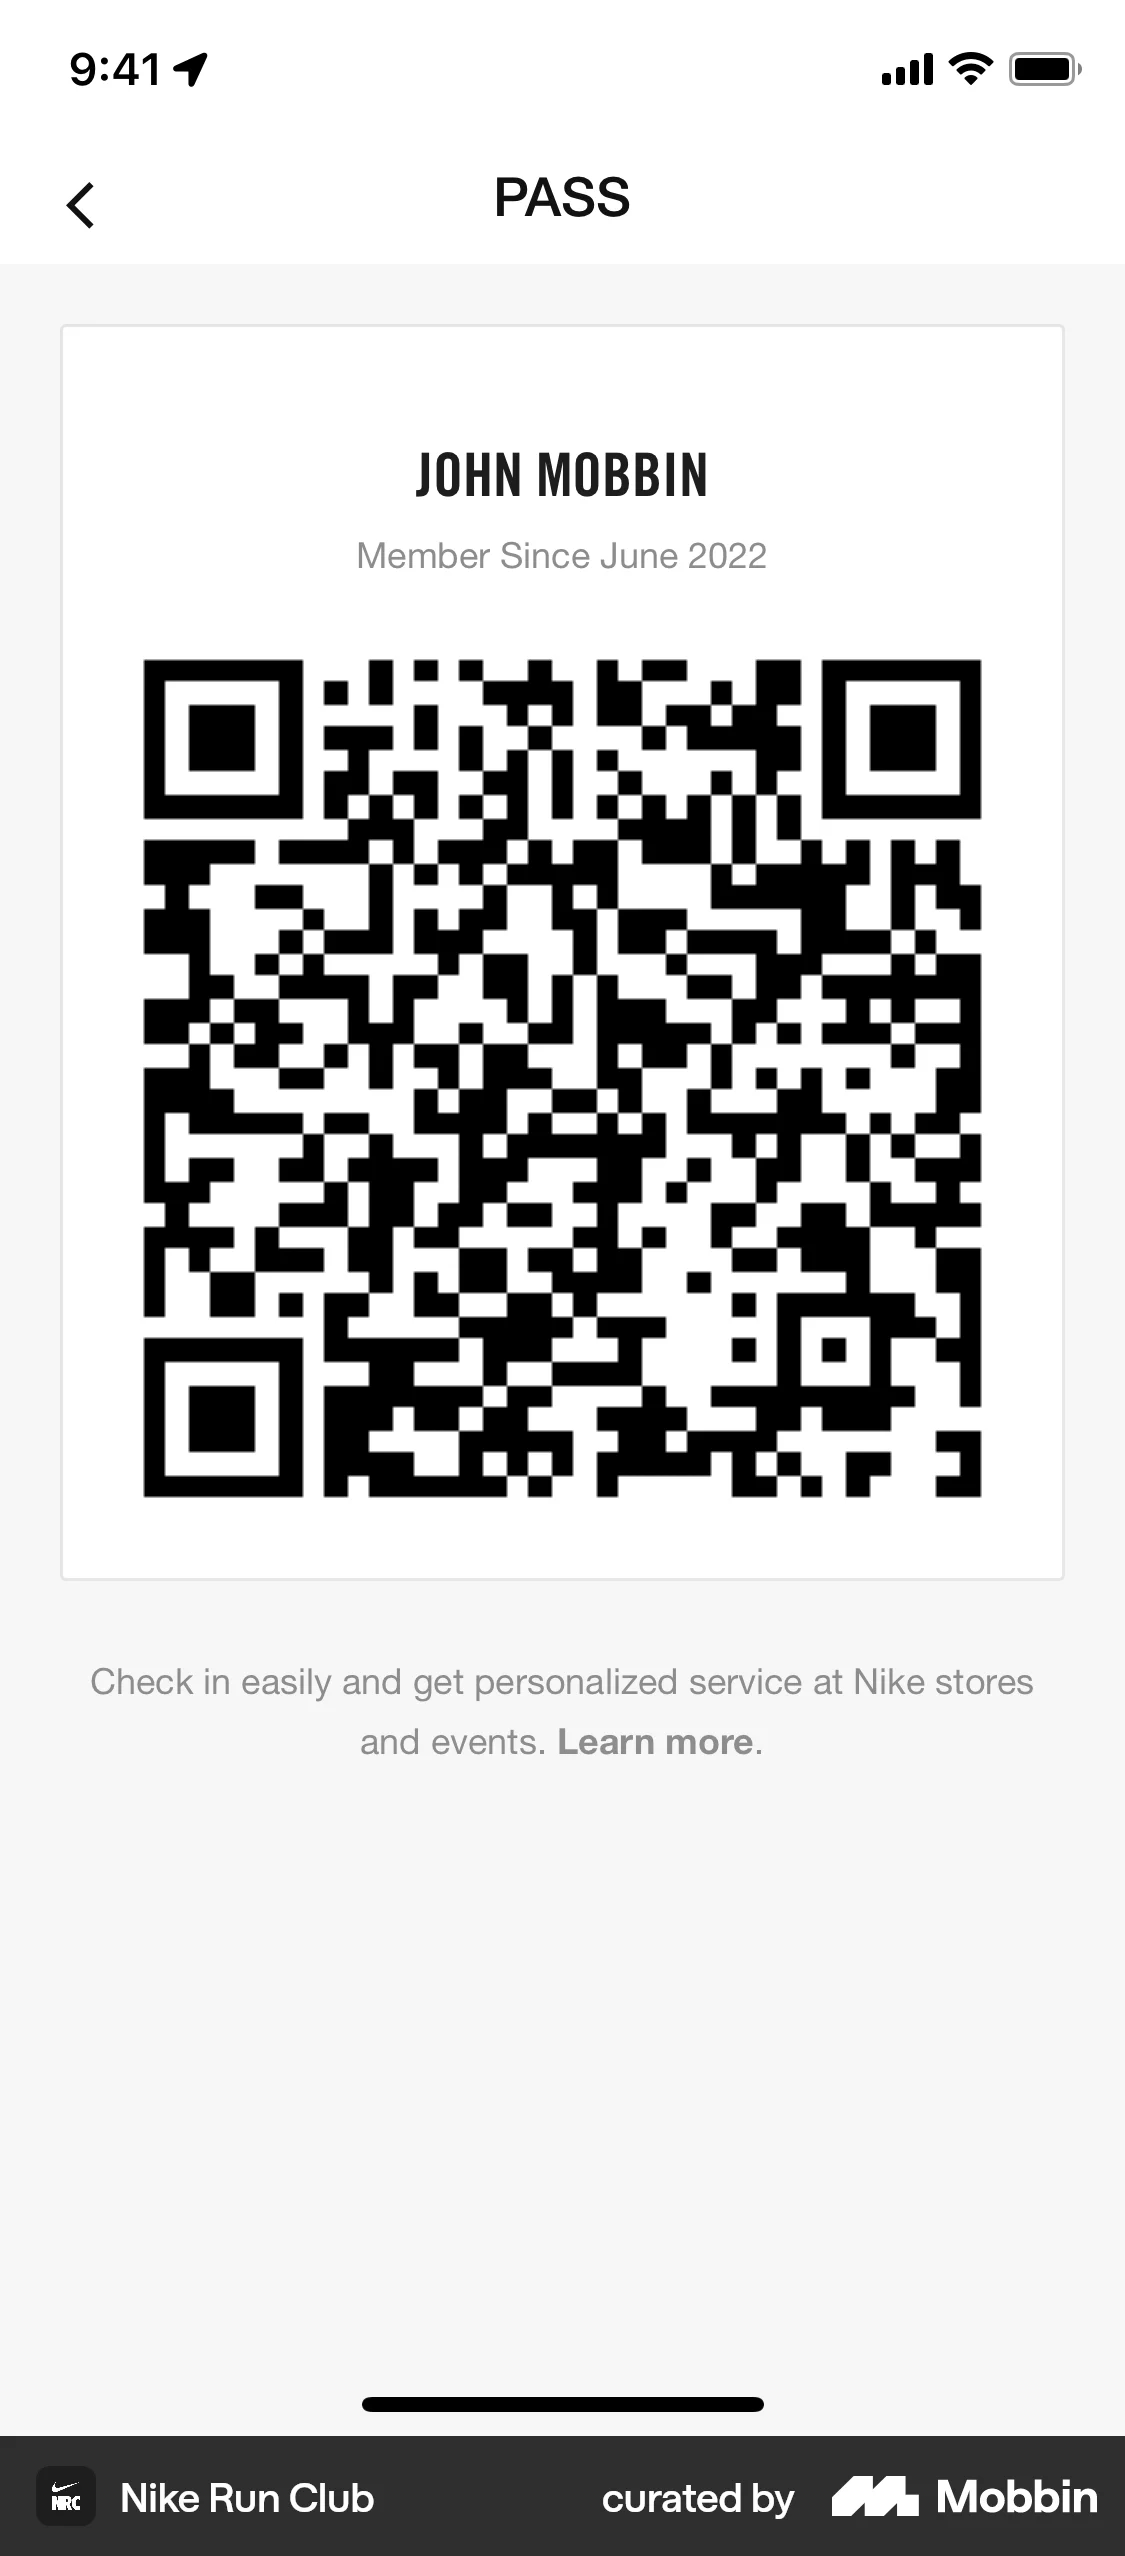 9:41
PASS
JOHN MOBBIN
Member Since June 2022
Check in easily and get personalized service at Nike stores
and events. Learn more.
NRC
Nike Run Club
curated by
Mobbin